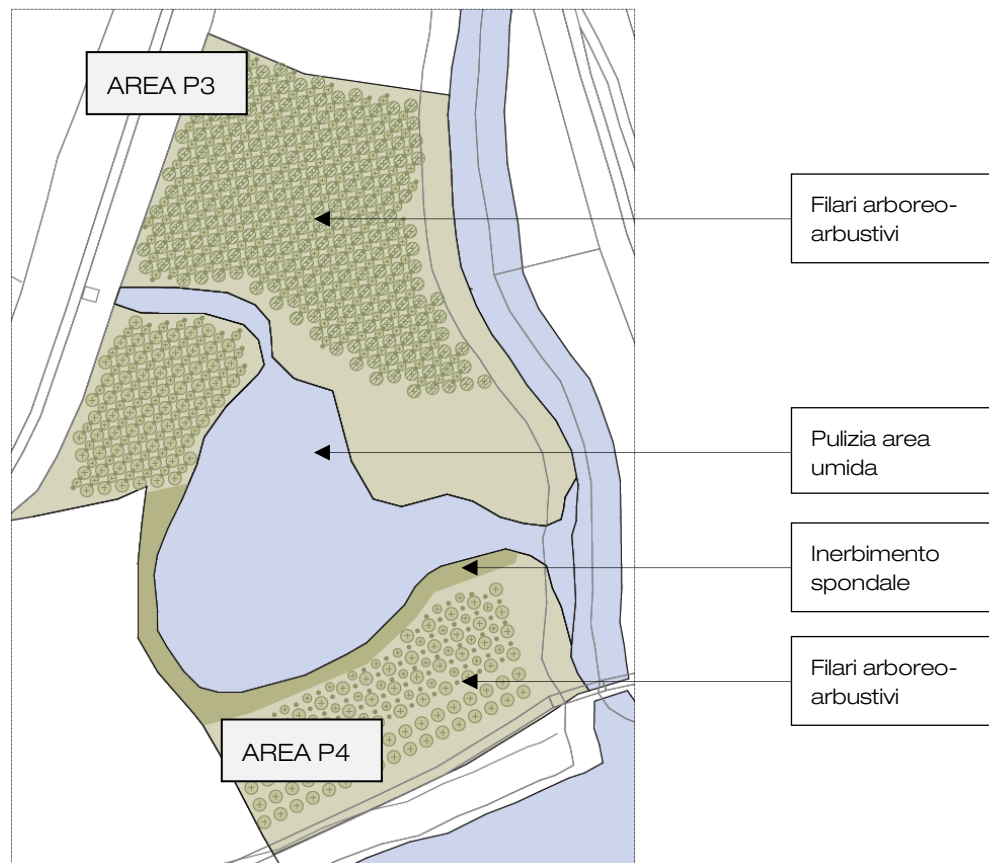 AREA P3
Filari arboreo-
arbustivi
Pulizia area
umida
Inerbimento
spondale
Filari arboreo-
arbustivi
AREA P4